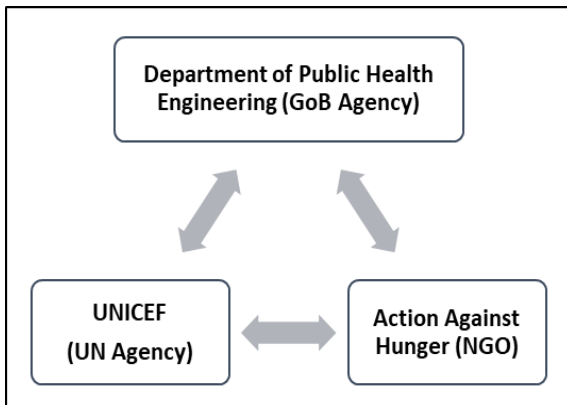 Department of Public Health
Engineering (GoB Agency)
UNICEF
(UN Agency)
Action Against
Hunger (NGO)